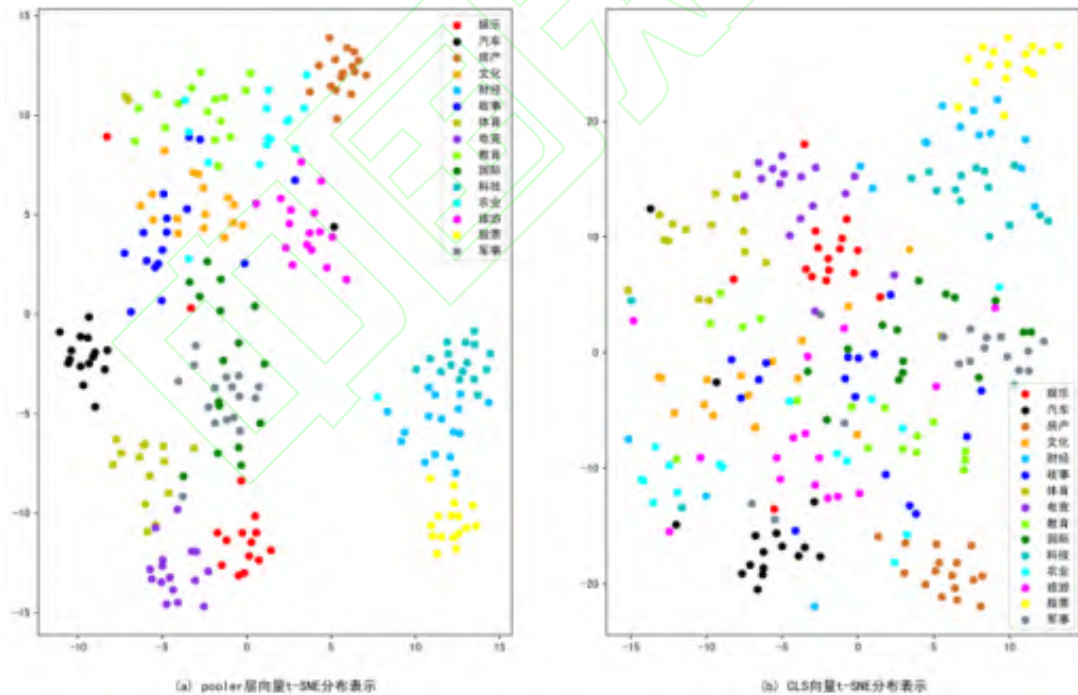 15
10
5
0
-5
-10
-15
-10
-5
0
5
10
15
娱乐
汽车
房产
文化
财经
故事
体育
电竞
教育
国际
科技
农业
旅游
股票
军事
(a) pooler层向量t-SNE分布表示
20
10
0
-10
-20
-15
-10
-5
0
5
10
娱乐
汽车
房产
文化
财经
故事
体育
电竞
教育
国际
科技
农业
旅游
股票
军事
(b) CLS向量t-SNE分布表示